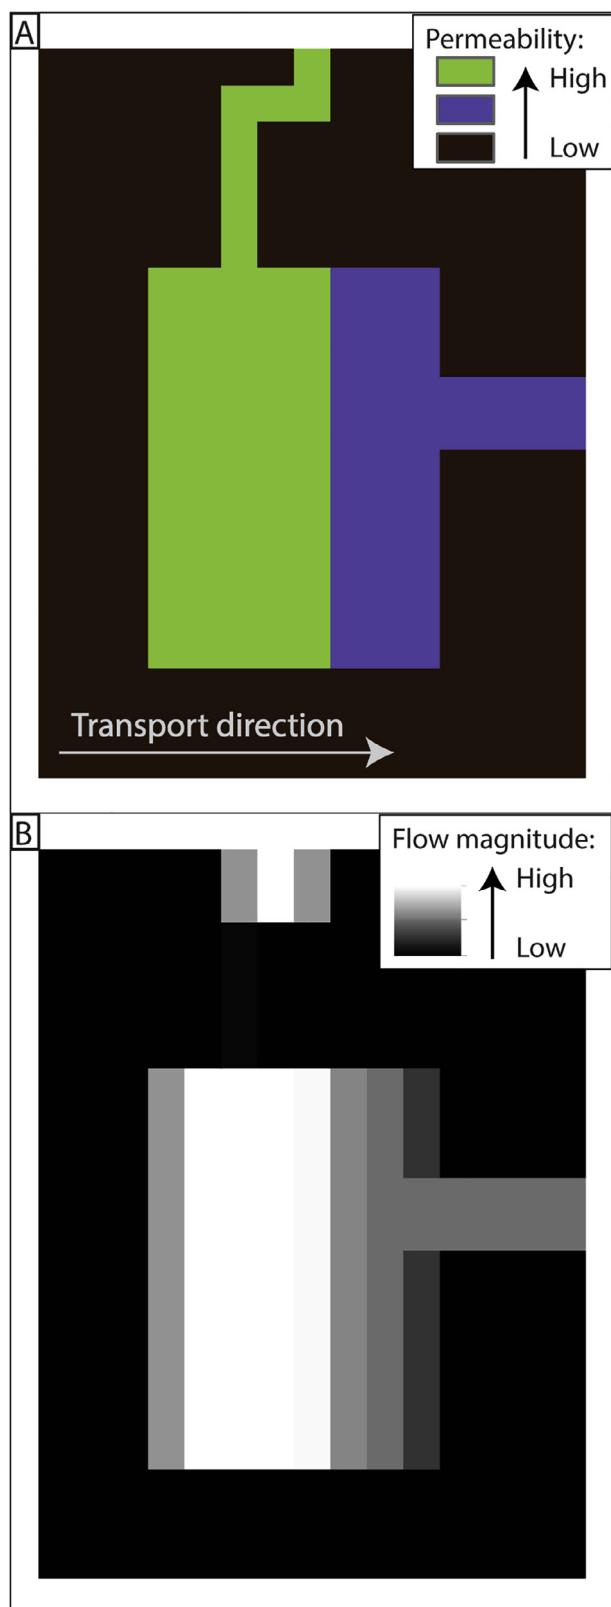 A
Permeability:
High
Low
Transport direction
B
Flow magnitude:
High
Low